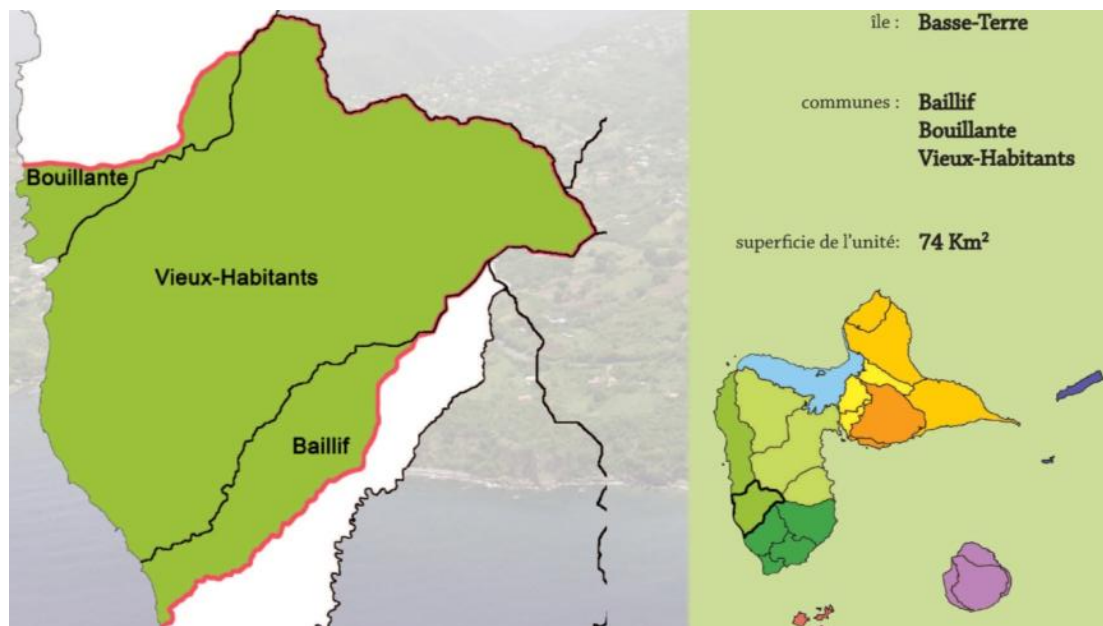 Bouillante
Vieux-Habitants
Baillif
île : Basse-Terre
communes : Baillif
Bouillante
Vieux-Habitants
superficie de l'unité: 74 Km²